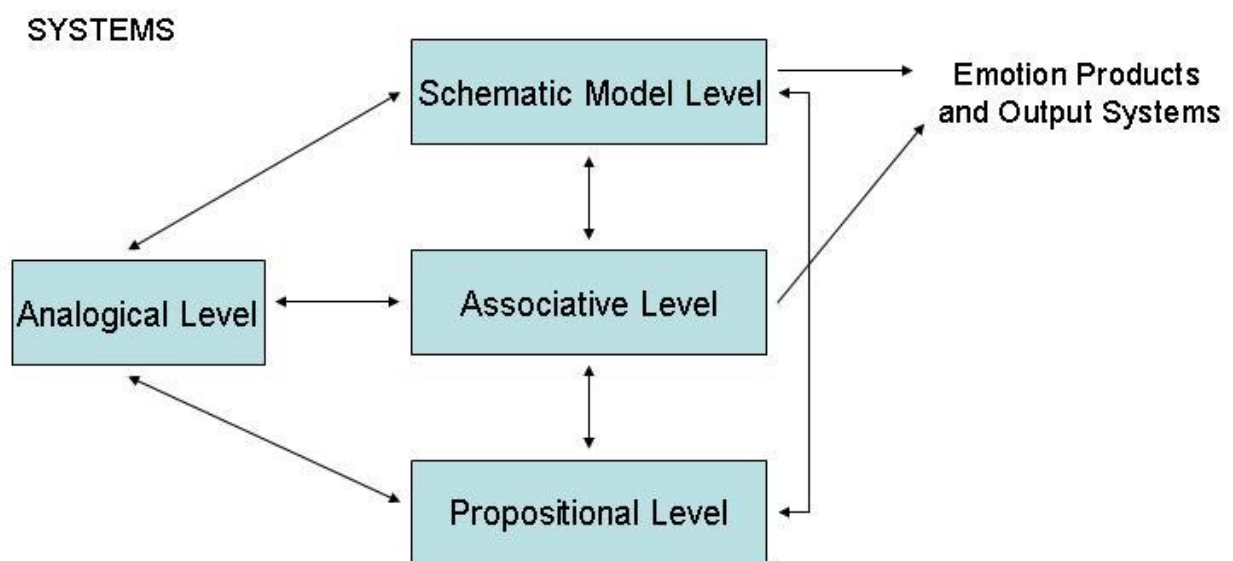 SYSTEMS
Schematic Model Level
Emotion Products
and Output Systems
Analogical Level
Associative Level
Propositional Level